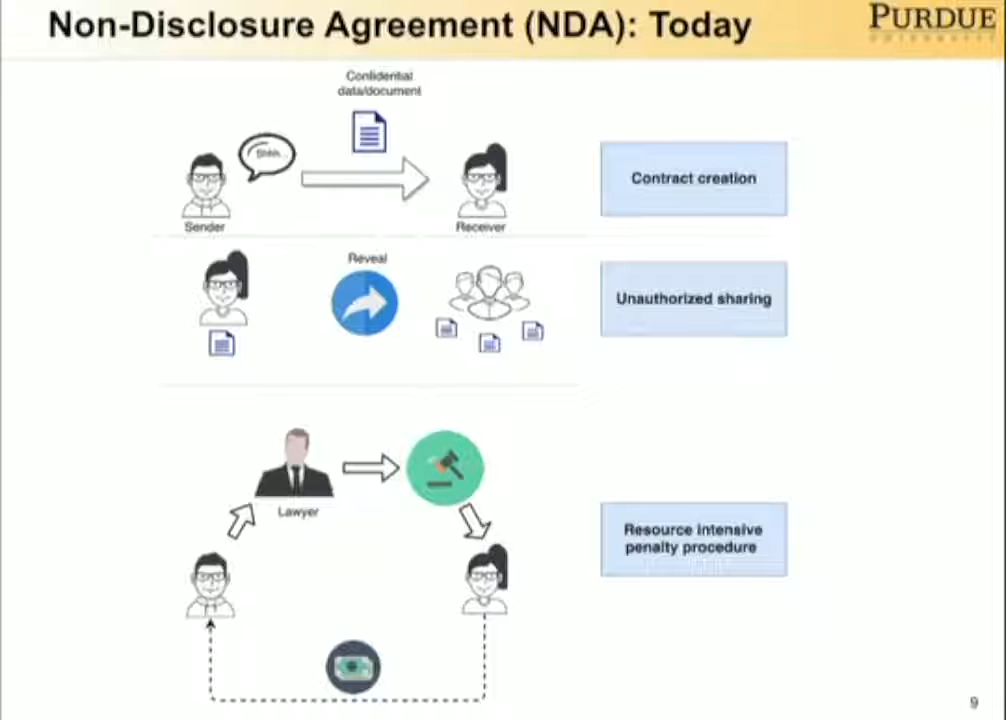 Non-Disclosure Agreement (NDA): Today
PURDUE
UNIVERSITY
Confidential
data/document
Shhh..
Sender
Receiver
Contract creation
Reveal
Unauthorized sharing
Lawyer
Resource intensive
penalty procedure
9